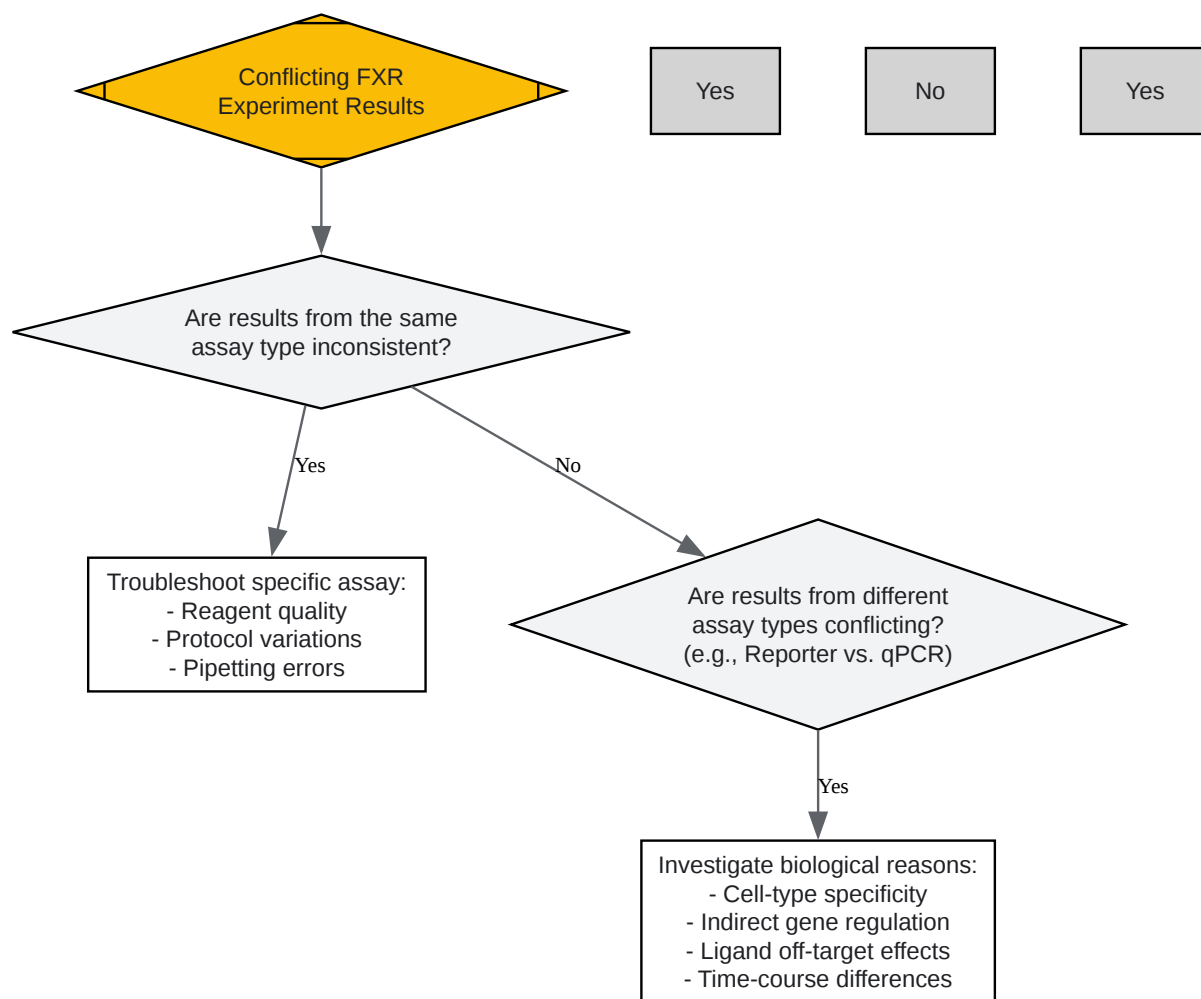 Conflicting FXR
Experiment Results
Yes
No
Yes
Are results from the same
assay type inconsistent?
Yes
No
Troubleshoot specific assay:
- Reagent quality
- Protocol variations
- Pipetting errors
Are results from different
assay types conflicting?
(e.g., Reporter vs. qPCR)
Yes
Investigate biological reasons:
- Cell-type specificity
- Indirect gene regulation
- Ligand off-target effects
- Time-course differences